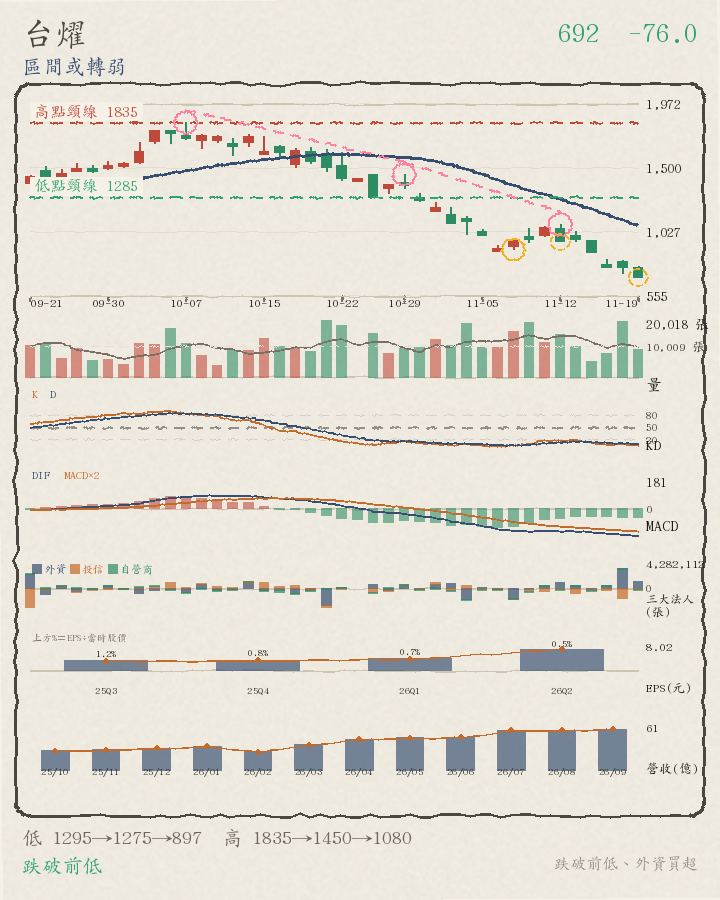 台燿
692 -76.0
區間或轉弱
1,972
高點頸線 1835
1,500
低點頸線 1285
1,027
555
09-21 09-30 10-07 10-15 10-22 10-29 11-05 11-12 11-19
20,018 張
10,009 張
量
K D
80
50
20
KD
DIF MACD×2
181
0
MACD
4,282,112
外資 投信 自營商
0
三大法人
(張)
上方%=EPS÷當時股價
8.02
1.2% 0.8% 0.7% 0.5%
25Q3 25Q4 26Q1 26Q2
EPS(元)
61
營收(億)
25/10 25/11 25/12 26/01 26/02 26/03 26/04 26/05 26/06 26/07 26/08 26/09
低 1295→1275→897 高 1835→1450→1080
跌破前低
跌破前低、外資買超